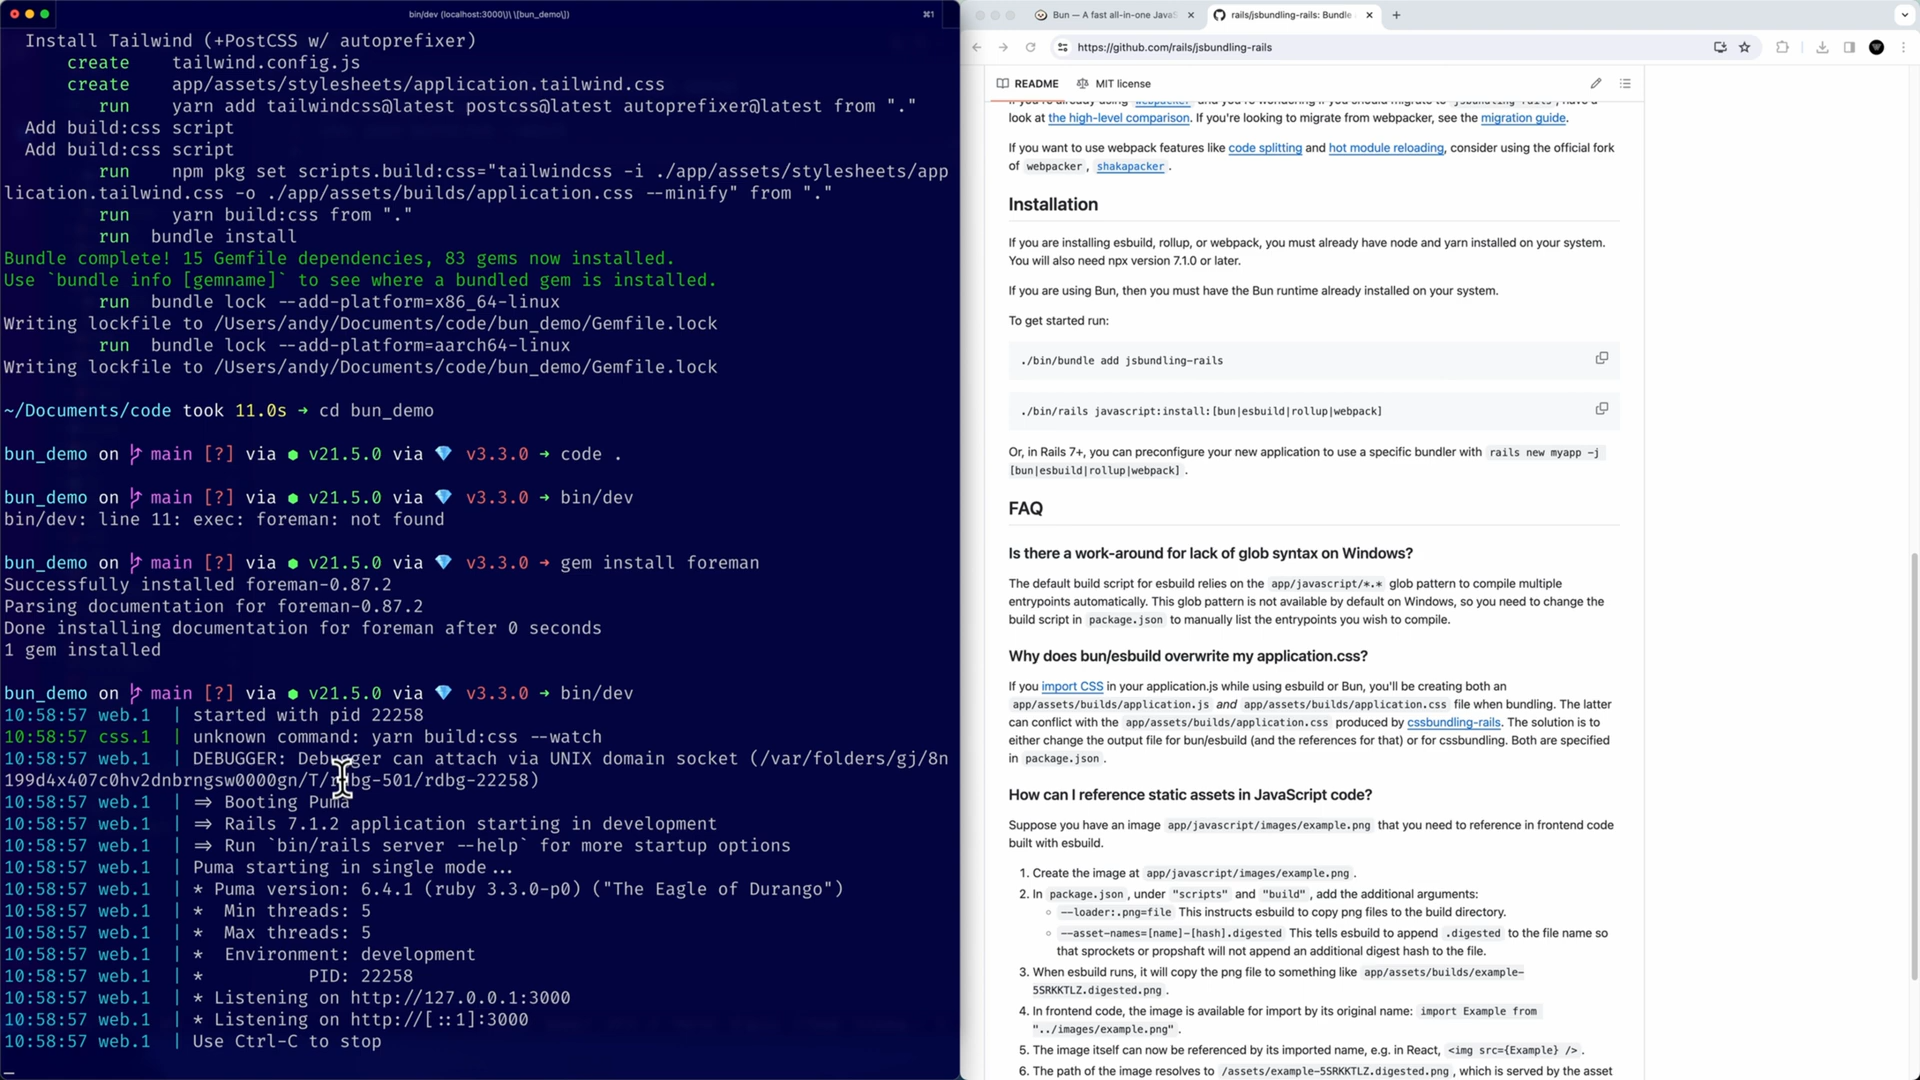 bin/dev (localhost:3000\)\ \[bun_demo\])
⌘1
Install Tailwind (+PostCSS w/ autoprefixer)
create    tailwind.config.js
create    app/assets/stylesheets/application.tailwind.css
run    yarn add tailwindcss@latest postcss@latest autoprefixer@latest from "."
Add build:css script
Add build:css script
run    npm pkg set scripts.build:css="tailwindcss -i ./app/assets/stylesheets/app
lication.tailwind.css -o ./app/assets/builds/application.css --minify" from "."
run    yarn build:css from "."
run  bundle install
Bundle complete! 15 Gemfile dependencies, 83 gems now installed.
Use `bundle info [gemname]` to see where a bundled gem is installed.
run  bundle lock --add-platform=x86_64-linux
Writing lockfile to /Users/andy/Documents/code/bun_demo/Gemfile.lock
run  bundle lock --add-platform=aarch64-linux
Writing lockfile to /Users/andy/Documents/code/bun_demo/Gemfile.lock
~/Documents/code took 11.0s → cd bun_demo
bun_demo on main [?] via v21.5.0 via v3.3.0 → code .
bun_demo on main [?] via v21.5.0 via v3.3.0 → bin/dev
bin/dev: line 11: exec: foreman: not found
bun_demo on main [?] via v21.5.0 via v3.3.0 → gem install foreman
Successfully installed foreman-0.87.2
Parsing documentation for foreman-0.87.2
Done installing documentation for foreman after 0 seconds
1 gem installed
bun_demo on main [?] via v21.5.0 via v3.3.0 → bin/dev
10:58:57 web.1  | started with pid 22258
10:58:57 css.1  | unknown command: yarn build:css --watch
10:58:57 web.1  | DEBUGGER: Debugger can attach via UNIX domain socket (/var/folders/gj/8n
199d4x407c0hv2dnbrngsw0000gn/T/rdbg-501/rdbg-22258)
10:58:57 web.1  | => Booting Puma
10:58:57 web.1  | => Rails 7.1.2 application starting in development
10:58:57 web.1  | => Run `bin/rails server --help` for more startup options
10:58:57 web.1  | Puma starting in single mode...
10:58:57 web.1  | * Puma version: 6.4.1 (ruby 3.3.0-p0) ("The Eagle of Durango")
10:58:57 web.1  | *  Min threads: 5
10:58:57 web.1  | *  Max threads: 5
10:58:57 web.1  | *  Environment: development
10:58:57 web.1  | *          PID: 22258
10:58:57 web.1  | * Listening on http://127.0.0.1:3000
10:58:57 web.1  | * Listening on http://[::1]:3000
10:58:57 web.1  | Use Ctrl-C to stop
Bun — A fast all-in-one JavaS
rails/jsbundling-rails: Bundle
https://github.com/rails/jsbundling-rails
README
MIT license
If you're already using webpacker and you're wondering if you should migrate to jsbundling-rails, have a
look at the high-level comparison. If you're looking to migrate from webpacker, see the migration guide.
If you want to use webpack features like code splitting and hot module reloading, consider using the official fork
of webpacker, shakapacker.
Installation
If you are installing esbuild, rollup, or webpack, you must already have node and yarn installed on your system.
You will also need npx version 7.1.0 or later.
If you are using Bun, then you must have the Bun runtime already installed on your system.
To get started run:
./bin/bundle add jsbundling-rails
./bin/rails javascript:install:[bun|esbuild|rollup|webpack]
Or, in Rails 7+, you can preconfigure your new application to use a specific bundler with rails new myapp -j
[bun|esbuild|rollup|webpack].
FAQ
Is there a work-around for lack of glob syntax on Windows?
The default build script for esbuild relies on the app/javascript/*.* glob pattern to compile multiple
entrypoints automatically. This glob pattern is not available by default on Windows, so you need to change the
build script in package.json to manually list the entrypoints you wish to compile.
Why does bun/esbuild overwrite my application.css?
If you import CSS in your application.js while using esbuild or Bun, you'll be creating both an
app/assets/builds/application.js and app/assets/builds/application.css file when bundling. The latter
can conflict with the app/assets/builds/application.css produced by cssbundling-rails. The solution is to
either change the output file for bun/esbuild (and the references for that) or for cssbundling. Both are specified
in package.json.
How can I reference static assets in JavaScript code?
Suppose you have an image app/javascript/images/example.png that you need to reference in frontend code
built with esbuild.
1. Create the image at app/javascript/images/example.png.
2. In package.json, under "scripts" and "build", add the additional arguments:
--loader:.png=file This instructs esbuild to copy png files to the build directory.
--asset-names=[name]-[hash].digested This tells esbuild to append .digested to the file name so
that sprockets or propshaft will not append an additional digest hash to the file.
3. When esbuild runs, it will copy the png file to something like app/assets/builds/example-
5SRKKTLZ.digested.png.
4. In frontend code, the image is available for import by its original name: import Example from
"../images/example.png".
5. The image itself can now be referenced by its imported name, e.g. in React, <img src={Example} />.
6. The path of the image resolves to /assets/example-5SRKKTLZ.digested.png, which is served by the asset